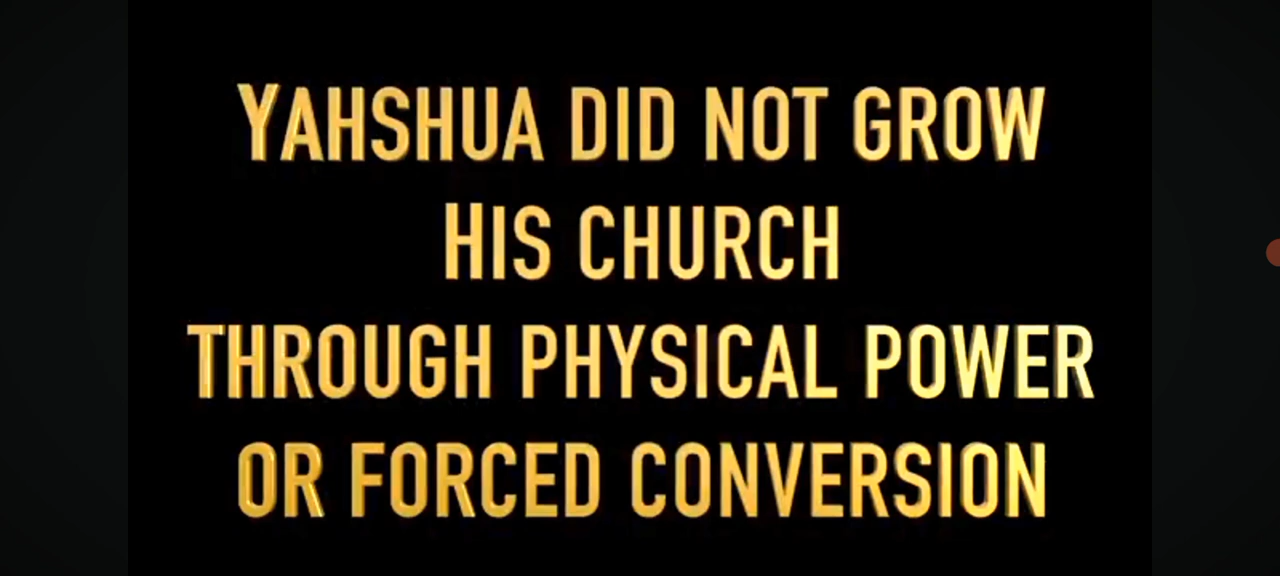 YAHSHUA DID NOT GROW
HIS CHURCH
THROUGH PHYSICAL POWER
OR FORCED CONVERSION